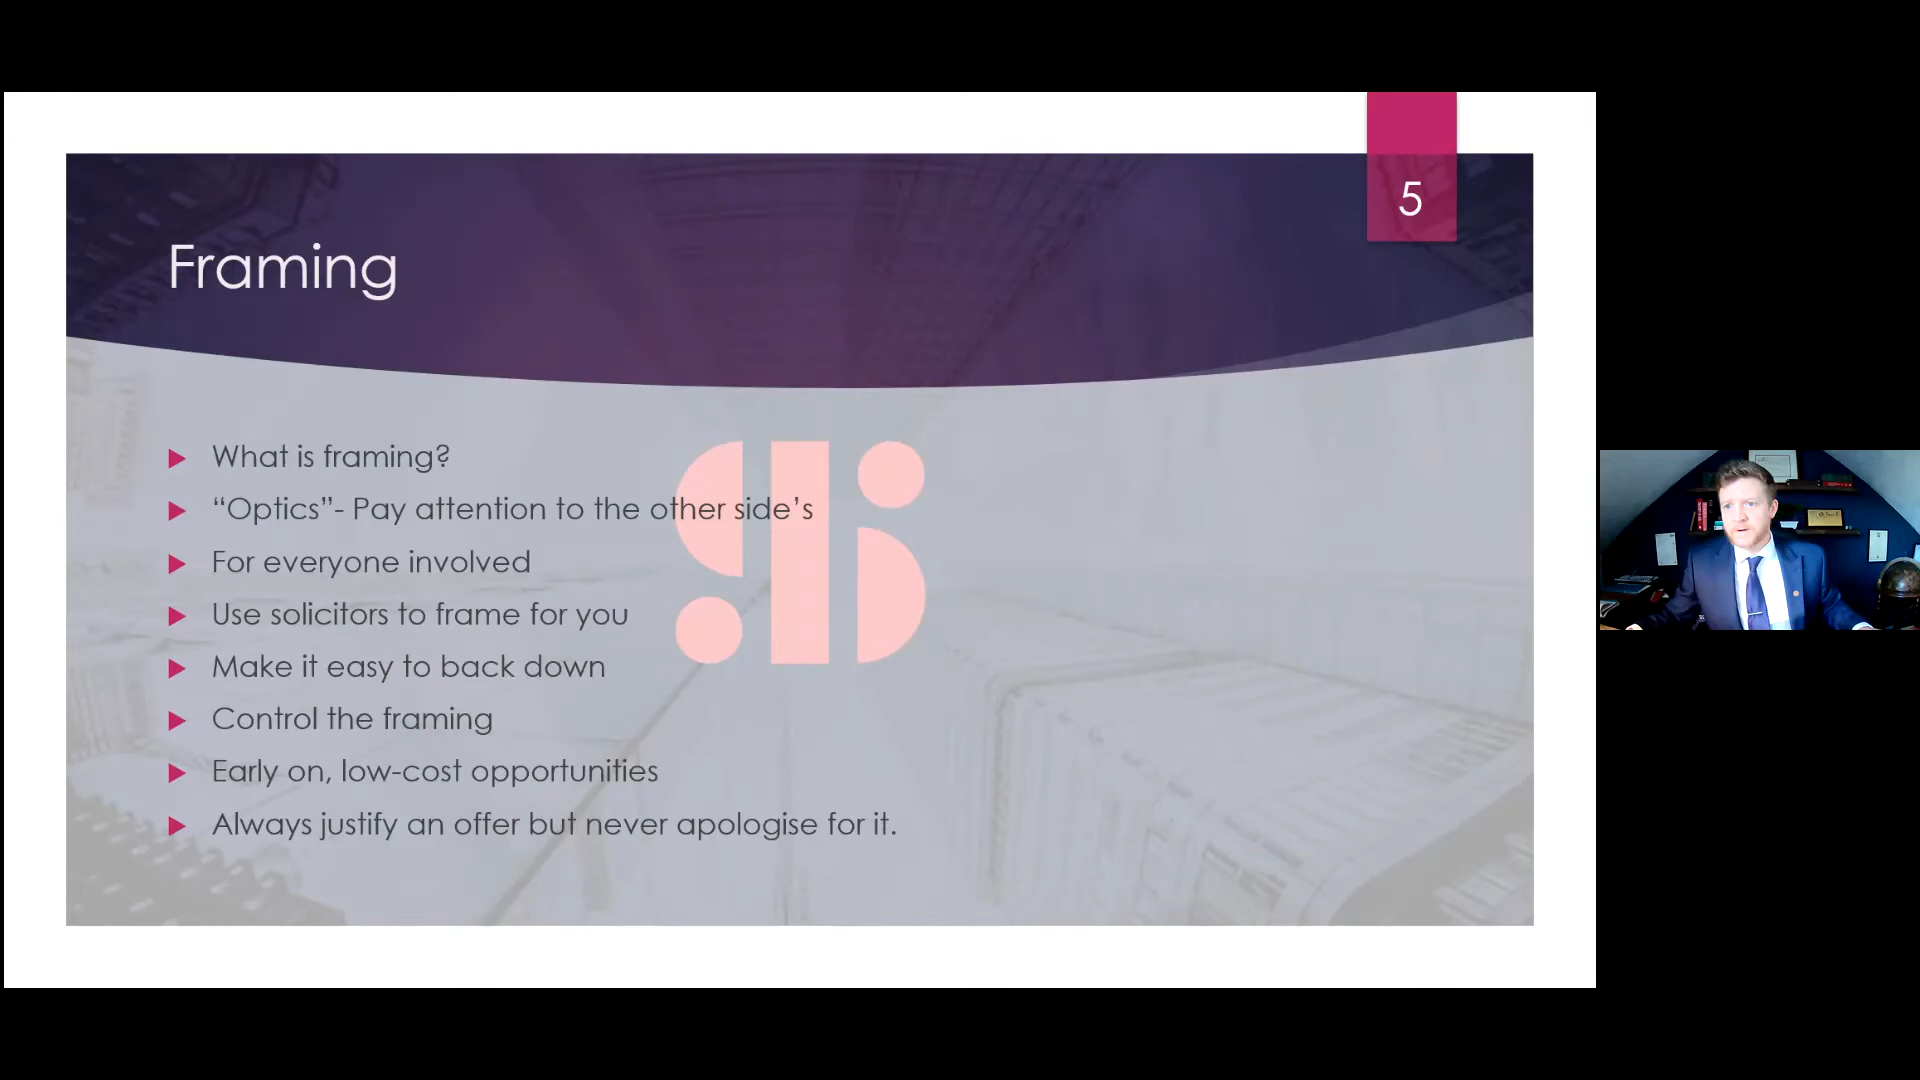 5
Framing
What is framing?
“Optics”- Pay attention to the other side’s
For everyone involved
Use solicitors to frame for you
Make it easy to back down
Control the framing
Early on, low-cost opportunities
Always justify an offer but never apologise for it.